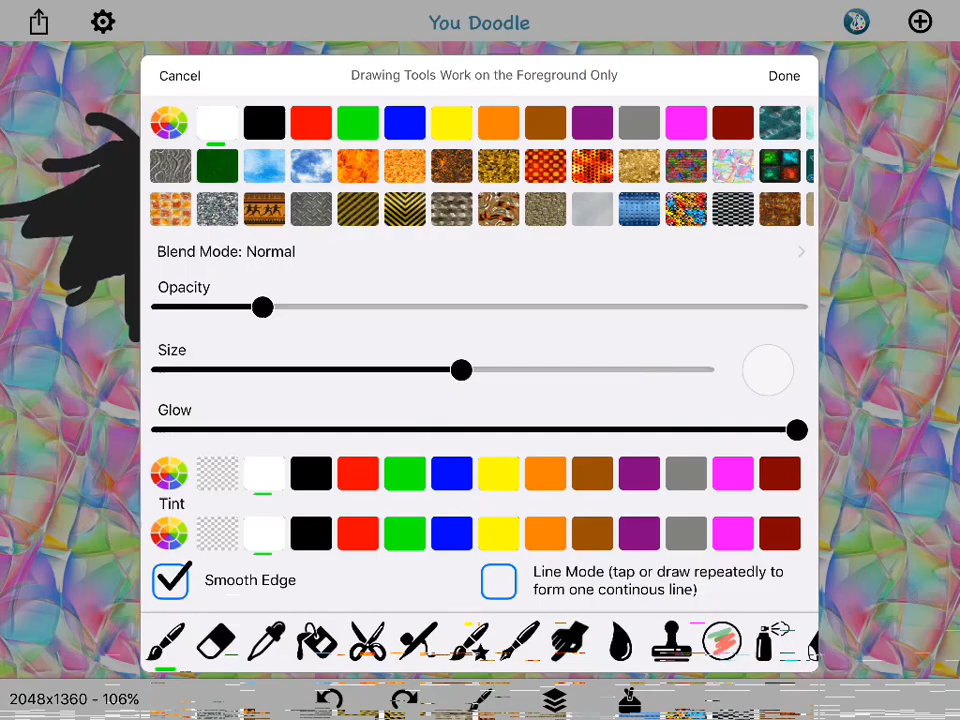 You Doodle
Cancel
Drawing Tools Work on the Foreground Only
Done
Blend Mode: Normal
Opacity
Size
Glow
Tint
Smooth Edge
Line Mode (tap or draw repeatedly to
form one continous line)
2048x1360 - 106%